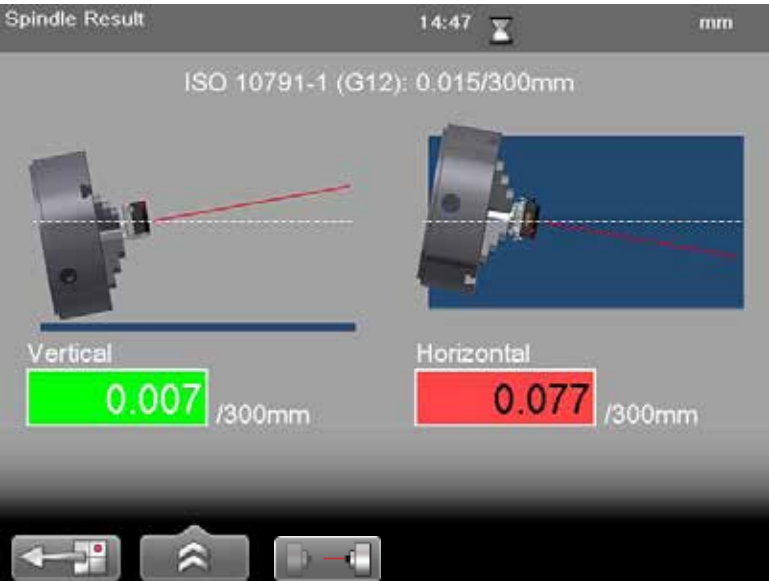 Spindle Result 14:47 mm
ISO 10791-1 (G12): 0.015/300mm
Vertical Horizontal
0.007 /300mm 0.077 /300mm